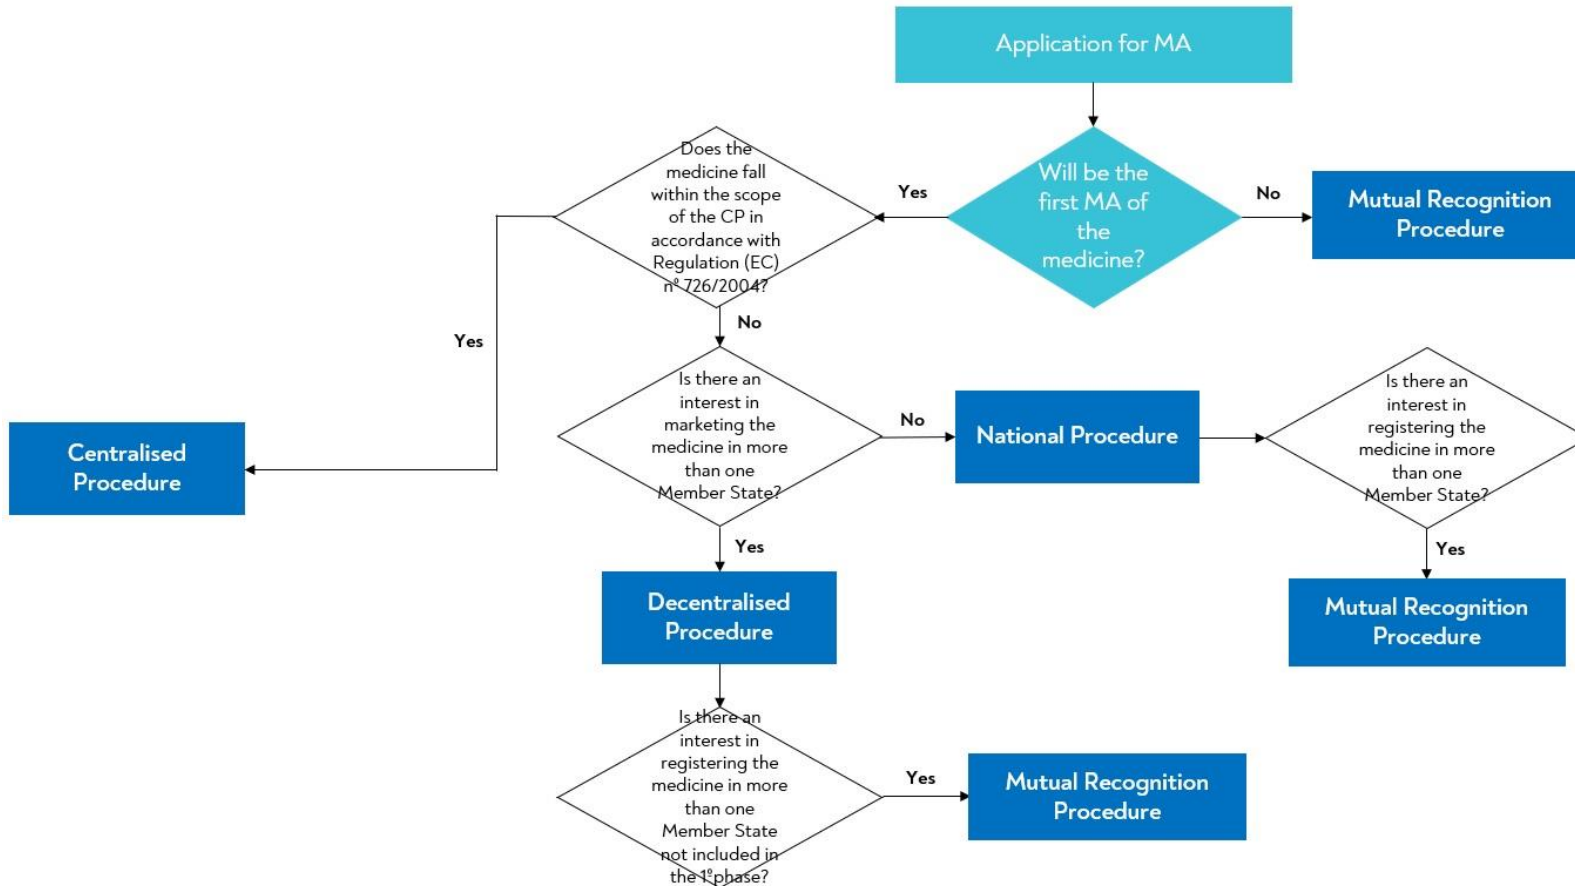 Application for MA
Will be the
first MA of
the
medicine?
No
Mutual Recognition
Procedure
Yes
Does the
medicine fall
within the scope
of the CP in
accordance with
Regulation (EC)
nº 726/2004?
Yes
Centralised
Procedure
No
Is there an
interest in
marketing the
medicine in more
than one
Member State?
No
National Procedure
Is there an
interest in
registering the
medicine in more
than one
Member State?
Yes
Mutual Recognition
Procedure
Yes
Decentralised
Procedure
Is there an
interest in
registering the
medicine in more
than one
Member State
not included in
the 1º phase?
Yes
Mutual Recognition
Procedure